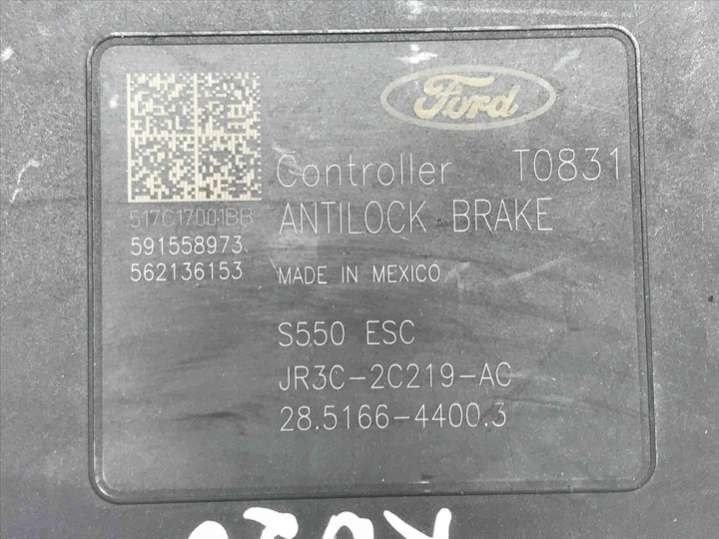 Ford
Controller T0831
ANTILOCK BRAKE
517C17001BB
591558973.
562136153
MADE IN MEXICO
S550 ESC
JR3C-2C219-AC
28.5166-4400.3